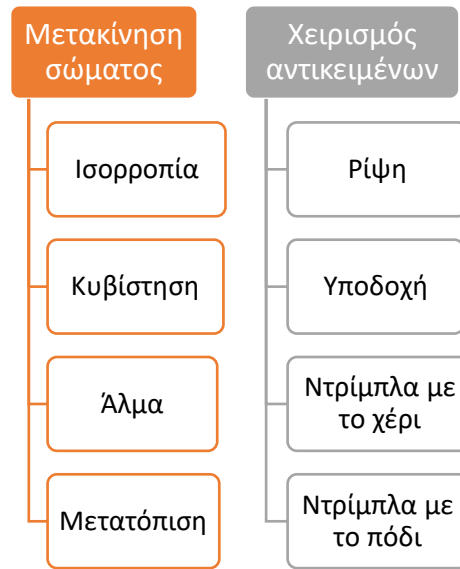 Μετακίνηση
σώματος
Ισορροπία
Κυβίστηση
Άλμα
Μετατόπιση
Χειρισμός
αντικειμένων
Ρίψη
Υποδοχή
Ντρίμπλα με
το χέρι
Ντρίμπλα με
το πόδι